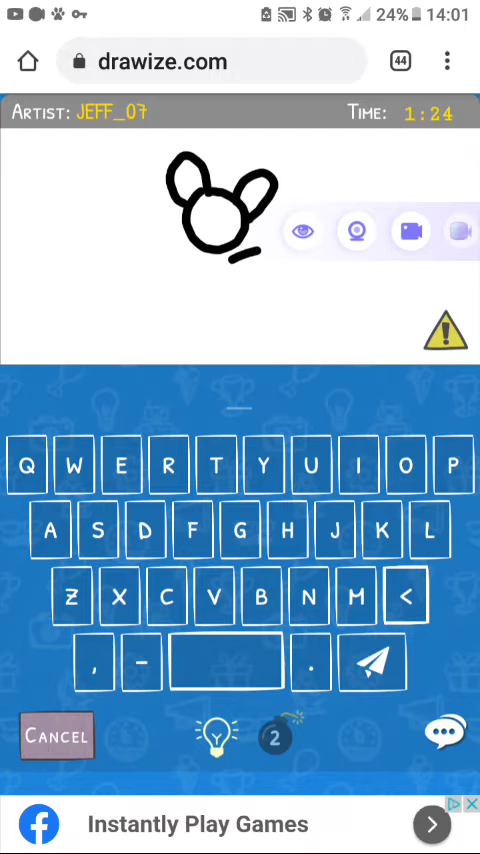 24% 14:01
drawize.com 44
Artist: JEFF_07 Time: 1:24
Q W E R T Y U I O P
A S D F G H J K L
Z X C V B N M <
, - .
Cancel 2
Instantly Play Games